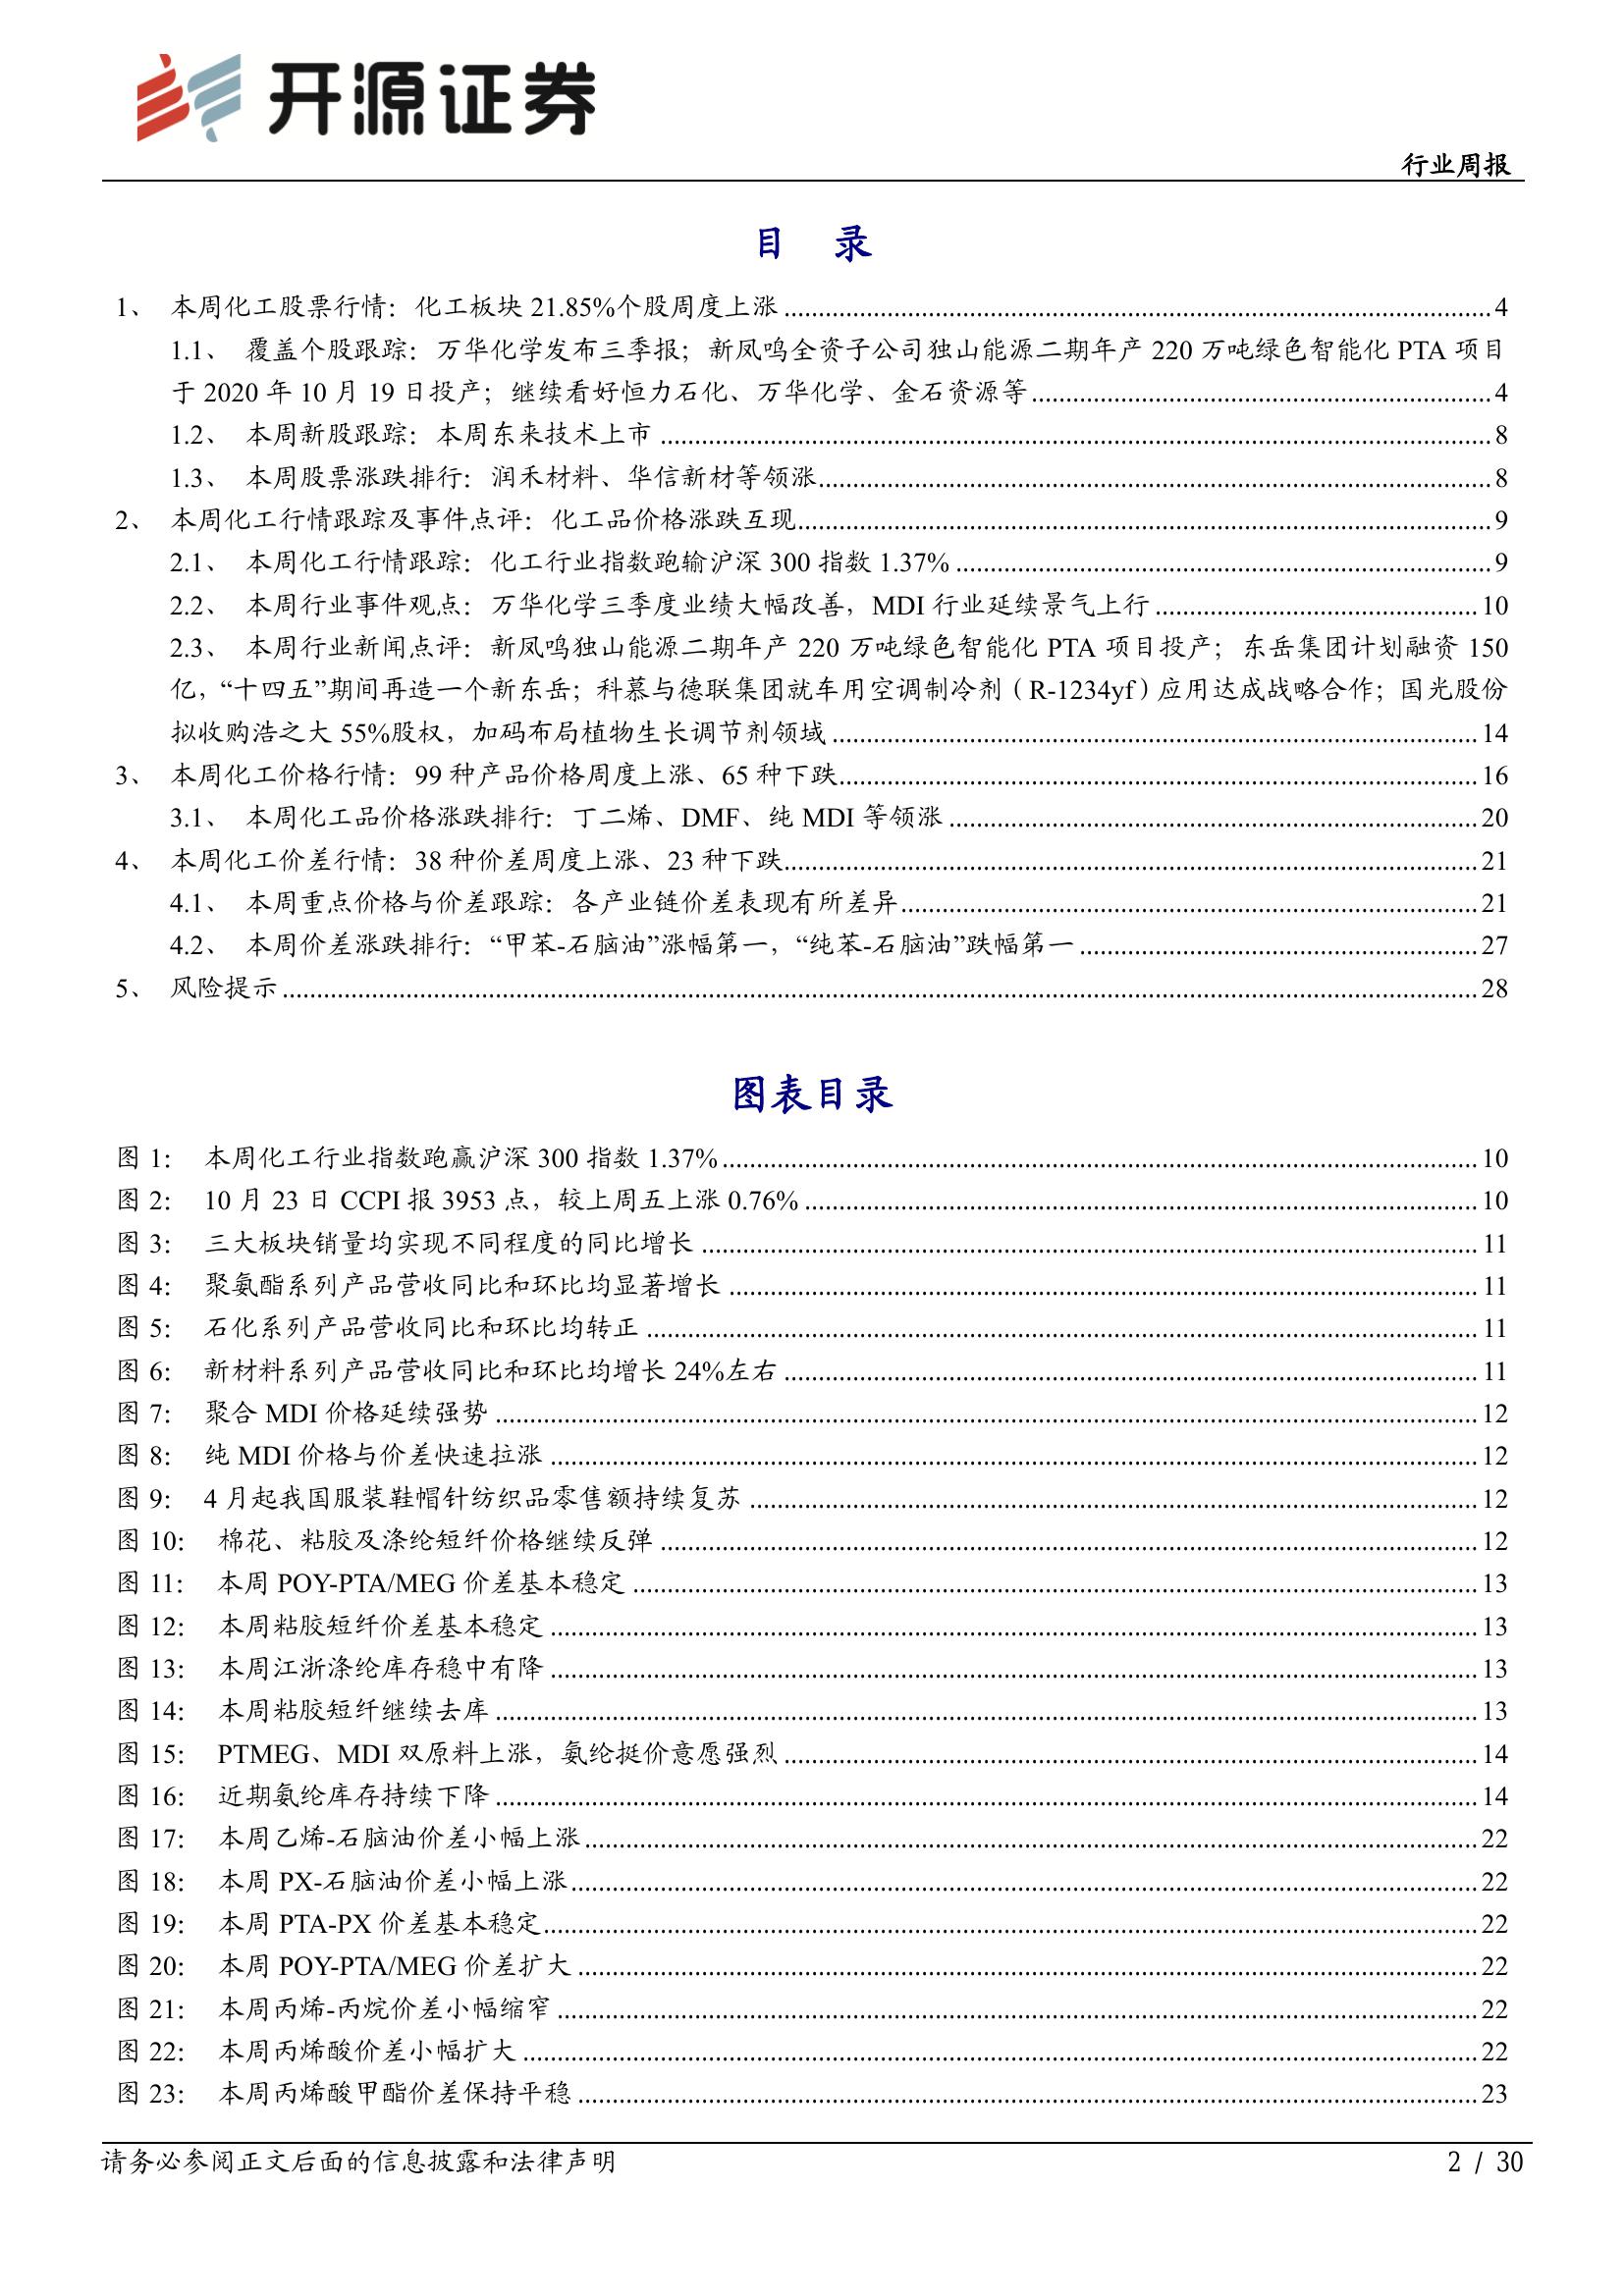 开源证券
行业周报
目 录
1、 本周化工股票行情：化工板块 21.85%个股周度上涨 4
1.1、 覆盖个股跟踪：万华化学发布三季报；新凤鸣全资子公司独山能源二期年产 220 万吨绿色智能化 PTA 项目
于 2020 年 10 月 19 日投产；继续看好恒力石化、万华化学、金石资源等 4
1.2、 本周新股跟踪：本周东来技术上市 8
1.3、 本周股票涨跌排行：润禾材料、华信新材等领涨 8
2、 本周化工行情跟踪及事件点评：化工品价格涨跌互现 9
2.1、 本周化工行情跟踪：化工行业指数跑输沪深 300 指数 1.37% 9
2.2、 本周行业事件观点：万华化学三季度业绩大幅改善，MDI 行业延续景气上行 10
2.3、 本周行业新闻点评：新凤鸣独山能源二期年产 220 万吨绿色智能化 PTA 项目投产；东岳集团计划融资 150
亿，“十四五”期间再造一个新东岳；科慕与德联集团就车用空调制冷剂（R-1234yf）应用达成战略合作；国光股份
拟收购浩之大 55%股权，加码布局植物生长调节剂领域 14
3、 本周化工价格行情：99 种产品价格周度上涨、65 种下跌 16
3.1、 本周化工品价格涨跌排行：丁二烯、DMF、纯 MDI 等领涨 20
4、 本周化工价差行情：38 种价差周度上涨、23 种下跌 21
4.1、 本周重点价格与价差跟踪：各产业链价差表现有所差异 21
4.2、 本周价差涨跌排行：“甲苯-石脑油”涨幅第一，“纯苯-石脑油”跌幅第一 27
5、 风险提示 28
图表目录
图 1： 本周化工行业指数跑赢沪深 300 指数 1.37% 10
图 2： 10 月 23 日 CCPI 报 3953 点，较上周五上涨 0.76% 10
图 3： 三大板块销量均实现不同程度的同比增长 11
图 4： 聚氨酯系列产品营收同比和环比均显著增长 11
图 5： 石化系列产品营收同比和环比均转正 11
图 6： 新材料系列产品营收同比和环比均增长 24%左右 11
图 7： 聚合 MDI 价格延续强势 12
图 8： 纯 MDI 价格与价差快速拉涨 12
图 9： 4 月起我国服装鞋帽针纺织品零售额持续复苏 12
图 10： 棉花、粘胶及涤纶短纤价格继续反弹 12
图 11： 本周 POY-PTA/MEG 价差基本稳定 13
图 12： 本周粘胶短纤价差基本稳定 13
图 13： 本周江浙涤纶库存稳中有降 13
图 14： 本周粘胶短纤继续去库 13
图 15： PTMEG、MDI 双原料上涨，氨纶挺价意愿强烈 14
图 16： 近期氨纶库存持续下降 14
图 17： 本周乙烯-石脑油价差小幅上涨 22
图 18： 本周 PX-石脑油价差小幅上涨 22
图 19： 本周 PTA-PX 价差基本稳定 22
图 20： 本周 POY-PTA/MEG 价差扩大 22
图 21： 本周丙烯-丙烷价差小幅缩窄 22
图 22： 本周丙烯酸价差小幅扩大 22
图 23： 本周丙烯酸甲酯价差保持平稳 23
请务必参阅正文后面的信息披露和法律声明 2 / 30